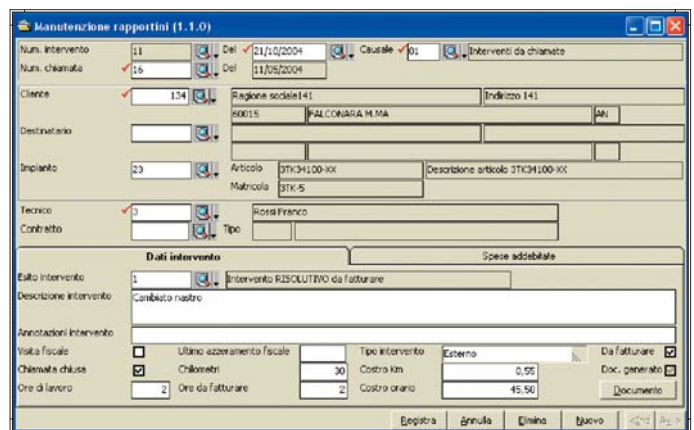 Manutenzione rapportini (1.1.0)
Num. intervento 11 Del 21/10/2004 Causale 01 Interventi da chiamate
Num. chiamata 16 Del 11/05/2004
Cliente 134 Ragione sociale141 Indirizzo 141
60015 FALCONARA M.MA AN
Destinatario
Impianto 23 Articolo 3TK34100-XX Descrizione articolo 3TK34100-XX
Matricola 3TK-5
Tecnico 3 Rossi Franco
Contratto Tipo
Dati intervento Spese addebitate
Esito intervento 1 Intervento RISOLUTIVO da fatturare
Descrizione intervento Cambiato nastro
Annotazioni intervento
Visita fiscale Ultimo azzeramento fiscale Tipo intervento Esterno Da fatturare
Chiamata chiusa Chilometri 30 Costro Km 0,55 Doc. generato
Ore di lavoro 2 Ore da fatturare 2 Costro orario 45,50 Documento
Registra Annulla Elimina Nuovo